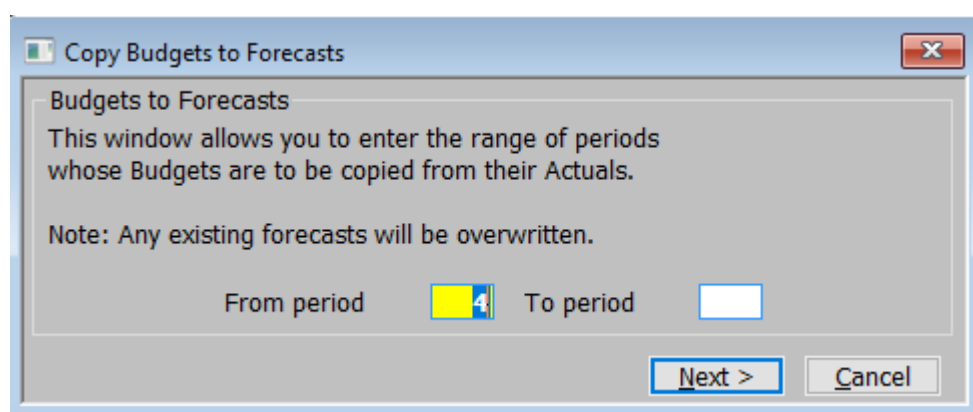 Copy Budgets to Forecasts
Budgets to Forecasts
This window allows you to enter the range of periods
whose Budgets are to be copied from their Actuals.
Note: Any existing forecasts will be overwritten.
From period 4 To period
Next > Cancel